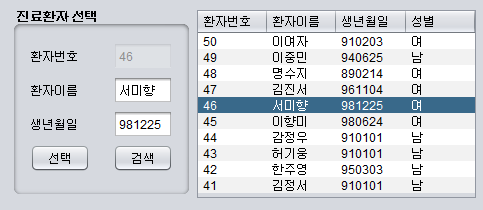 진료환자 선택
환자번호 46
환자이름 서미향
생년월일 981225
선택 검색
환자번호 환자이름 생년월일 성별
50 이여자 910203 여
49 이중민 940625 남
48 명수지 890214 여
47 김진서 961104 여
46 서미향 981225 여
45 이향미 980624 여
44 감정우 910101 남
43 허기웅 910101 남
42 한주영 950303 남
41 김정서 910101 남